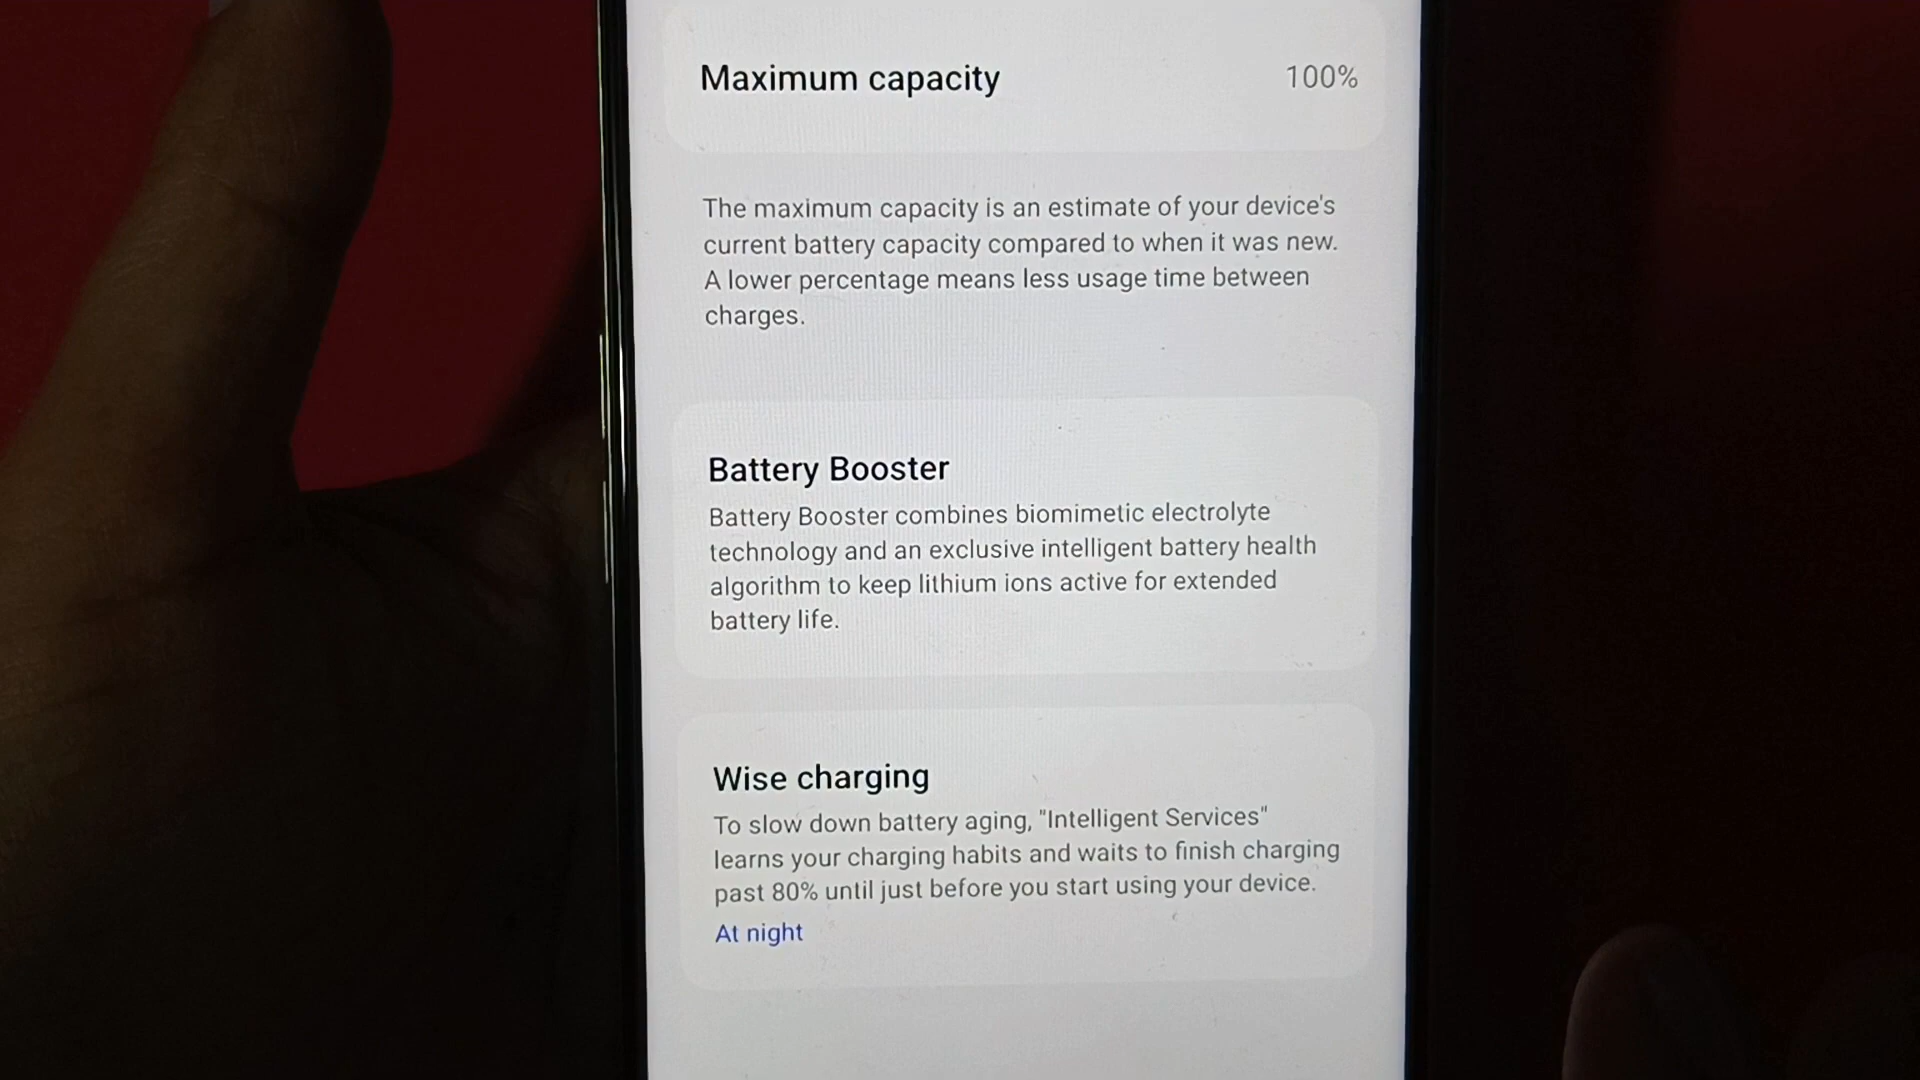 Maximum capacity 100%
The maximum capacity is an estimate of your device's
current battery capacity compared to when it was new.
A lower percentage means less usage time between
charges.
Battery Booster
Battery Booster combines biomimetic electrolyte
technology and an exclusive intelligent battery health
algorithm to keep lithium ions active for extended
battery life.
Wise charging
To slow down battery aging, "Intelligent Services"
learns your charging habits and waits to finish charging
past 80% until just before you start using your device.
At night